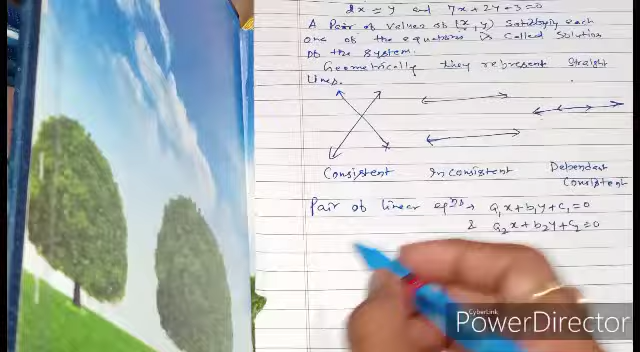 2x = y and 7x + 2y + 3 = 0
A Pair of values of (x, y) Satisfying each
one of the equations is Called Solution
of the system.
Geometrically they represent Straight
Lines.
Consistent Inconsistent Dependent
Consistent
Pair of linear eqns → a₁x + b₁y + c₁ = 0
& a₂x + b₂y + c₂ = 0
CyberLink
PowerDirector